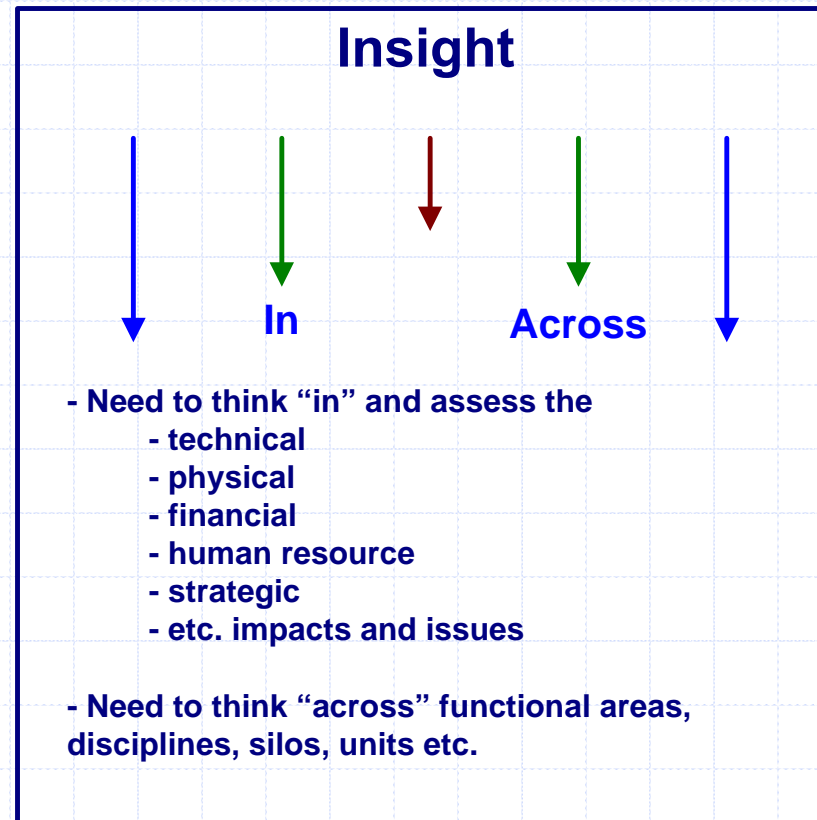 Insight
In
Across
- Need to think “in” and assess the
- technical
- physical
- financial
- human resource
- strategic
- etc. impacts and issues
- Need to think “across” functional areas,
disciplines, silos, units etc.